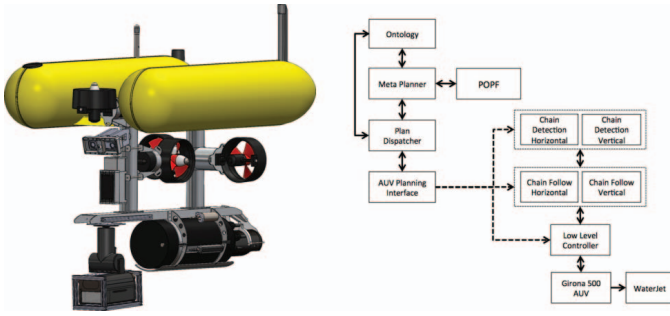 Ontology
Meta Planner
POPF
Plan
Dispatcher
AUV Planning
Interface
Chain
Detection
Horizontal
Chain
Detection
Vertical
Chain Follow
Horizontal
Chain Follow
Vertical
Low Level
Controller
Girona 500
AUV
WaterJet